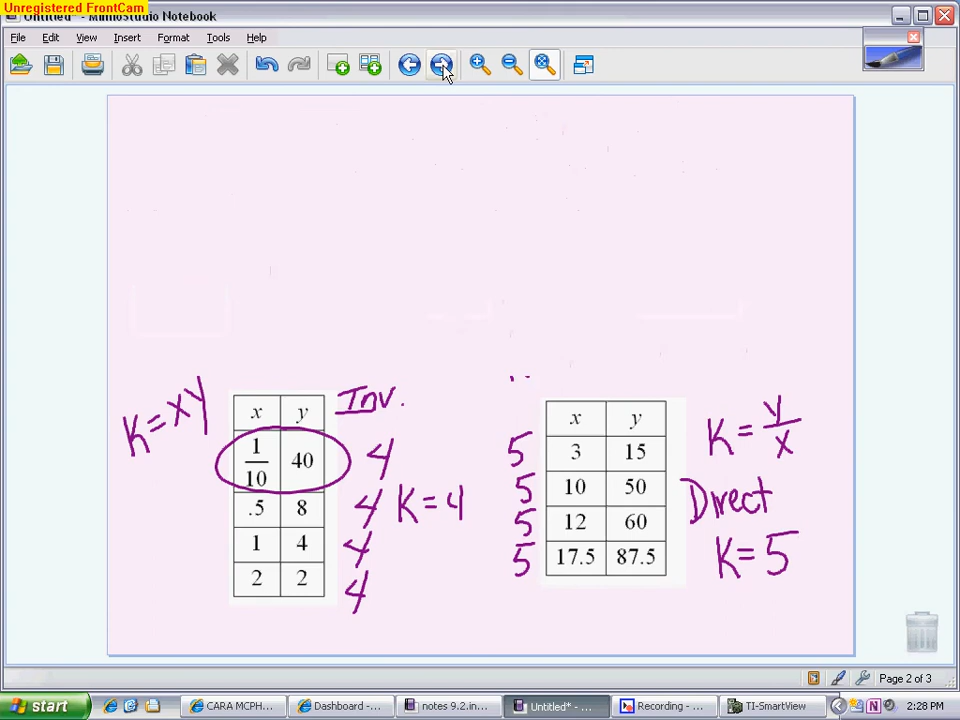 Unregistered FrontCam
Untitled* - MimioStudio Notebook
File Edit View Insert Format Tools Help
K = xy
Inv.
x y
1/10 40 4
.5 8 4
1 4 4
2 2 4
K = 4
x y
5 3 15
5 10 50
5 12 60
5 17.5 87.5
K = y/x
Direct
K = 5
Page 2 of 3
start CARA MCPH... Dashboard -... notes 9.2.in... Untitled* - ... Recording - ... TI-SmartView 2:28 PM